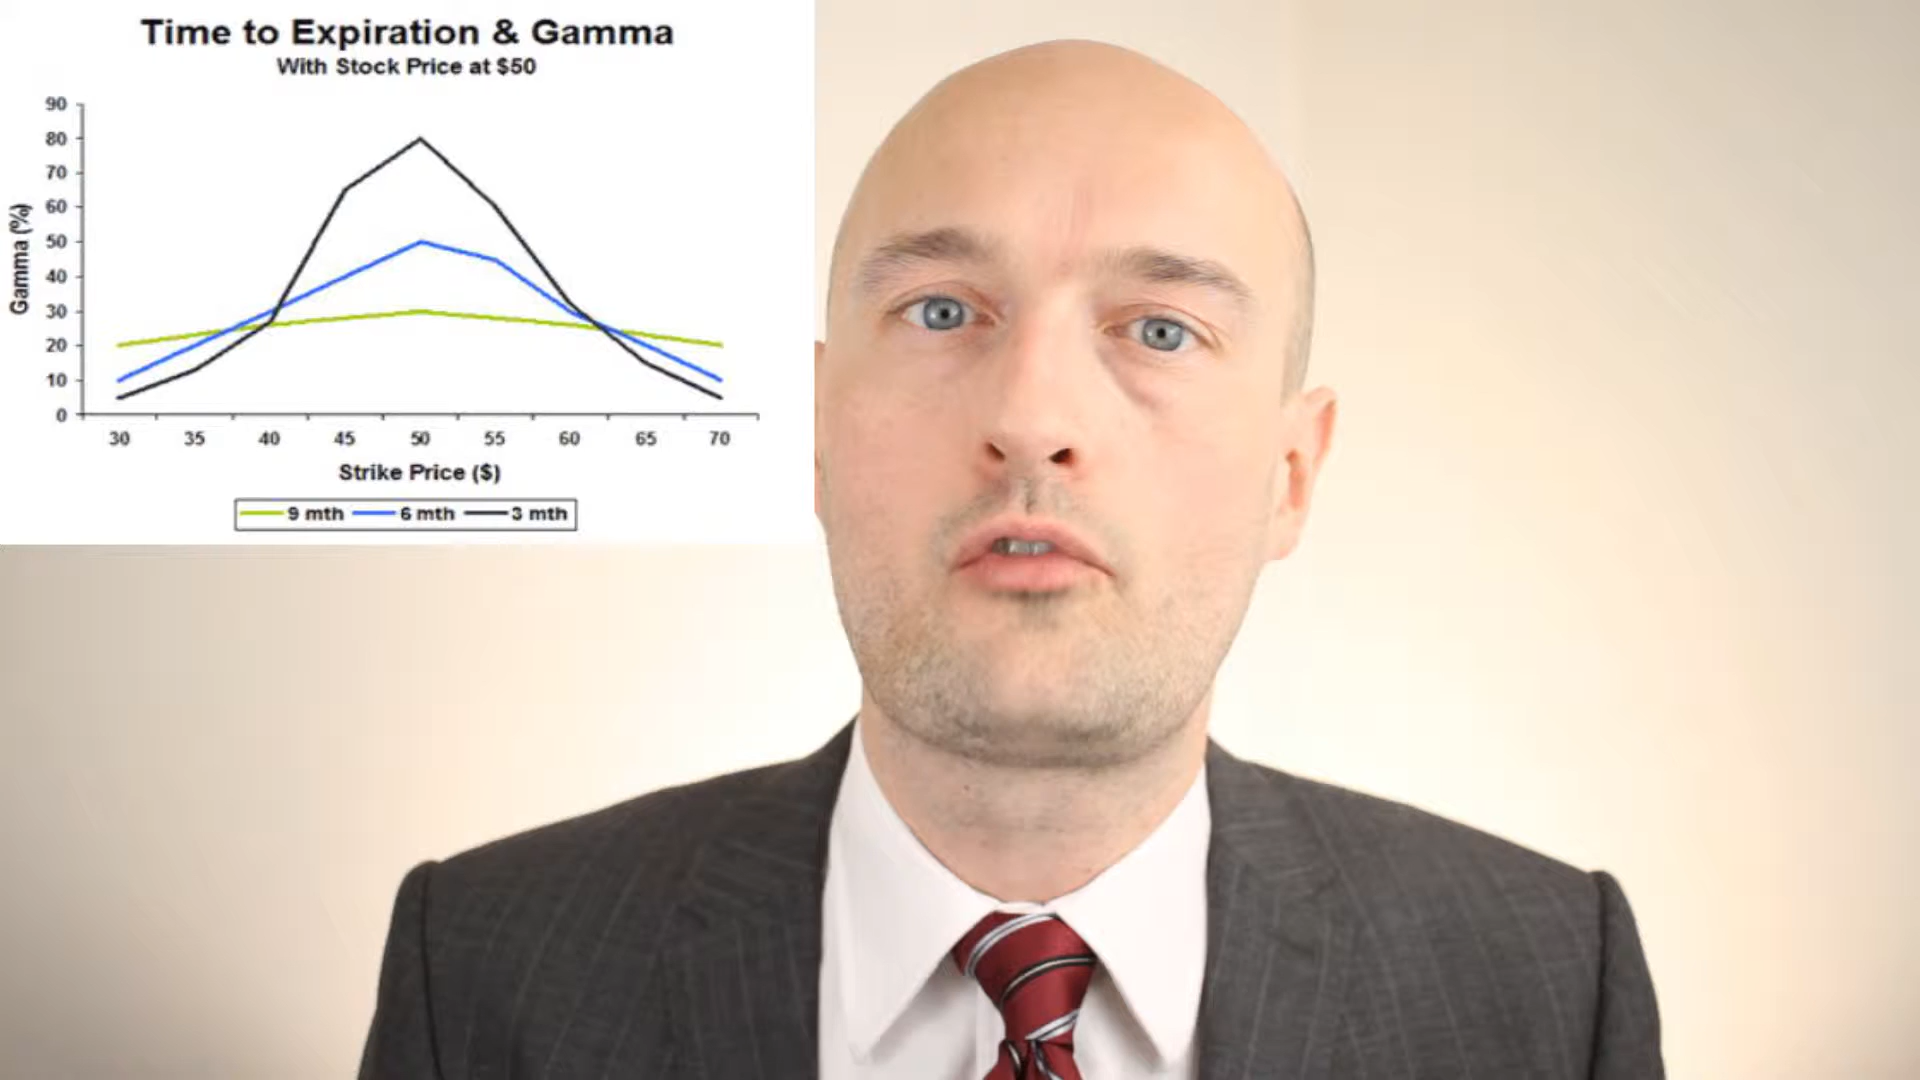 Time to Expiration & Gamma
With Stock Price at $50
90
80
70
60
50
40
30
20
10
0
Gamma (%)
30 35 40 45 50 55 60 65 70
Strike Price ($)
9 mth 6 mth 3 mth